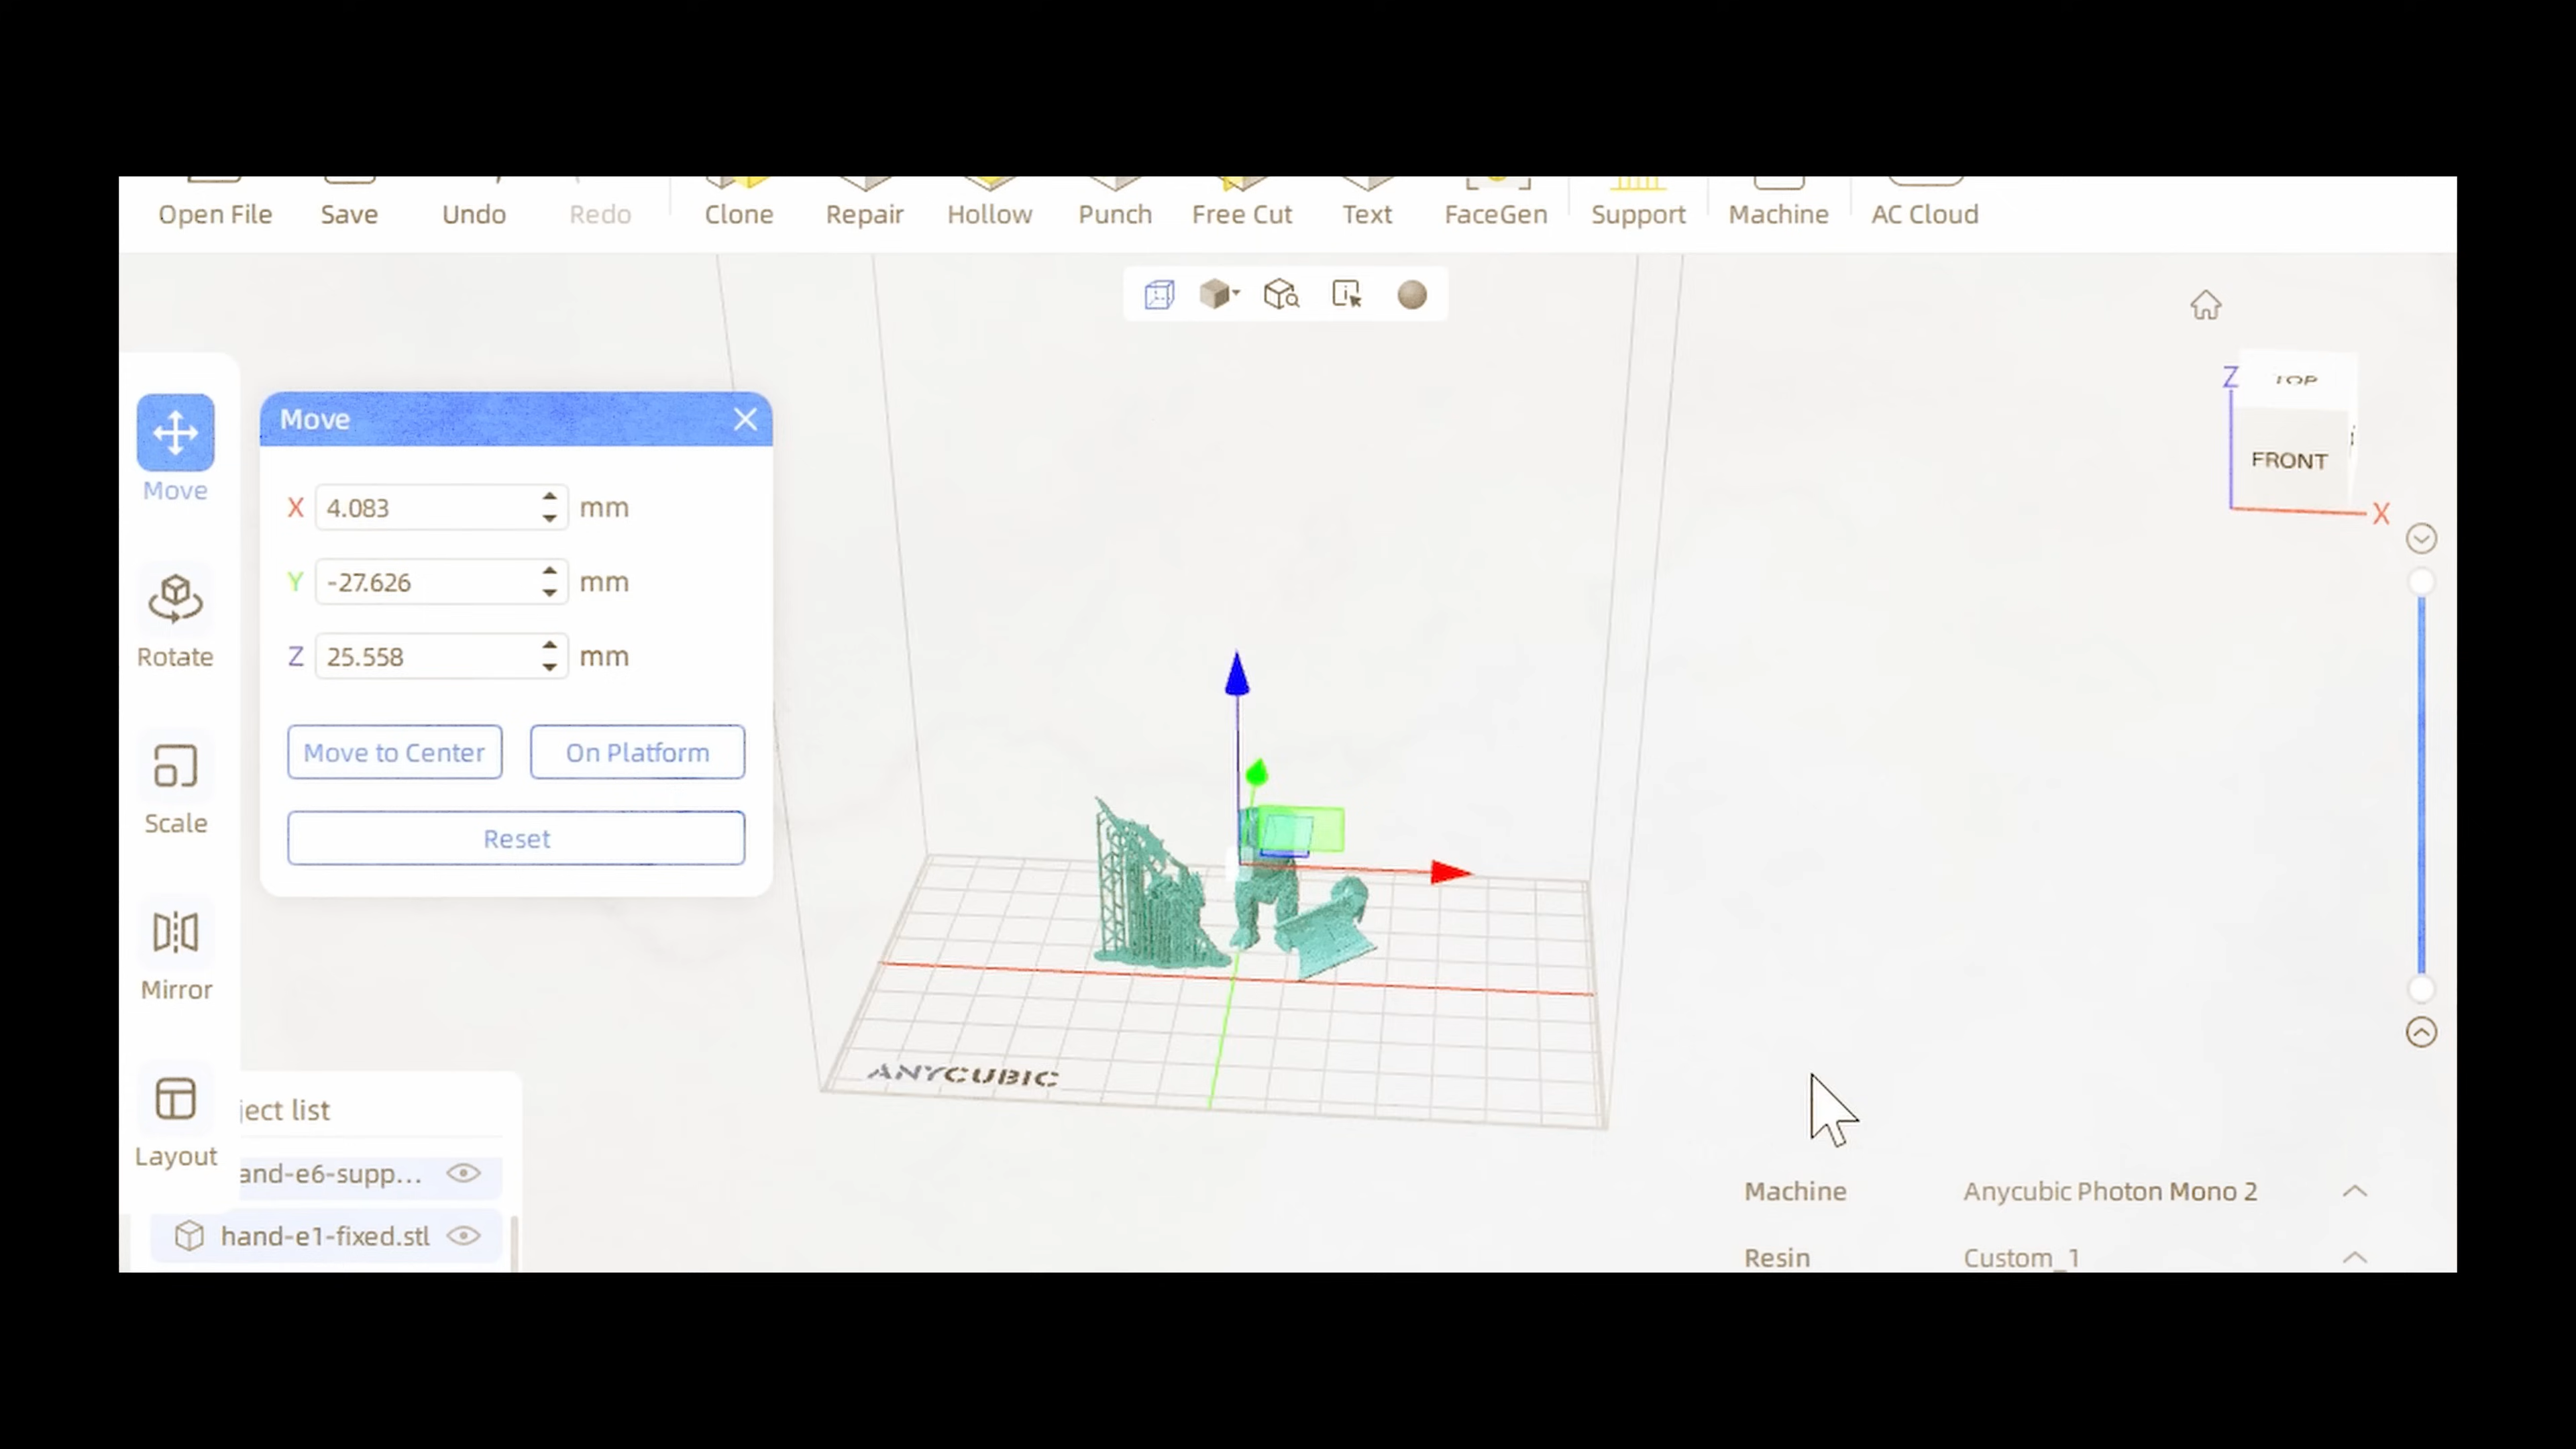 Open File Save Undo Redo Clone Repair Hollow Punch Free Cut Text FaceGen Support Machine AC Cloud
Z TOP
FRONT
X
Move
Rotate
Scale
Mirror
Layout
Move
X 4.083 mm
Y -27.626 mm
Z 25.558 mm
Move to Center On Platform
Reset
ANYCUBIC
ject list
and-e6-supp...
hand-e1-fixed.stl
Machine Anycubic Photon Mono 2
Resin Custom_1